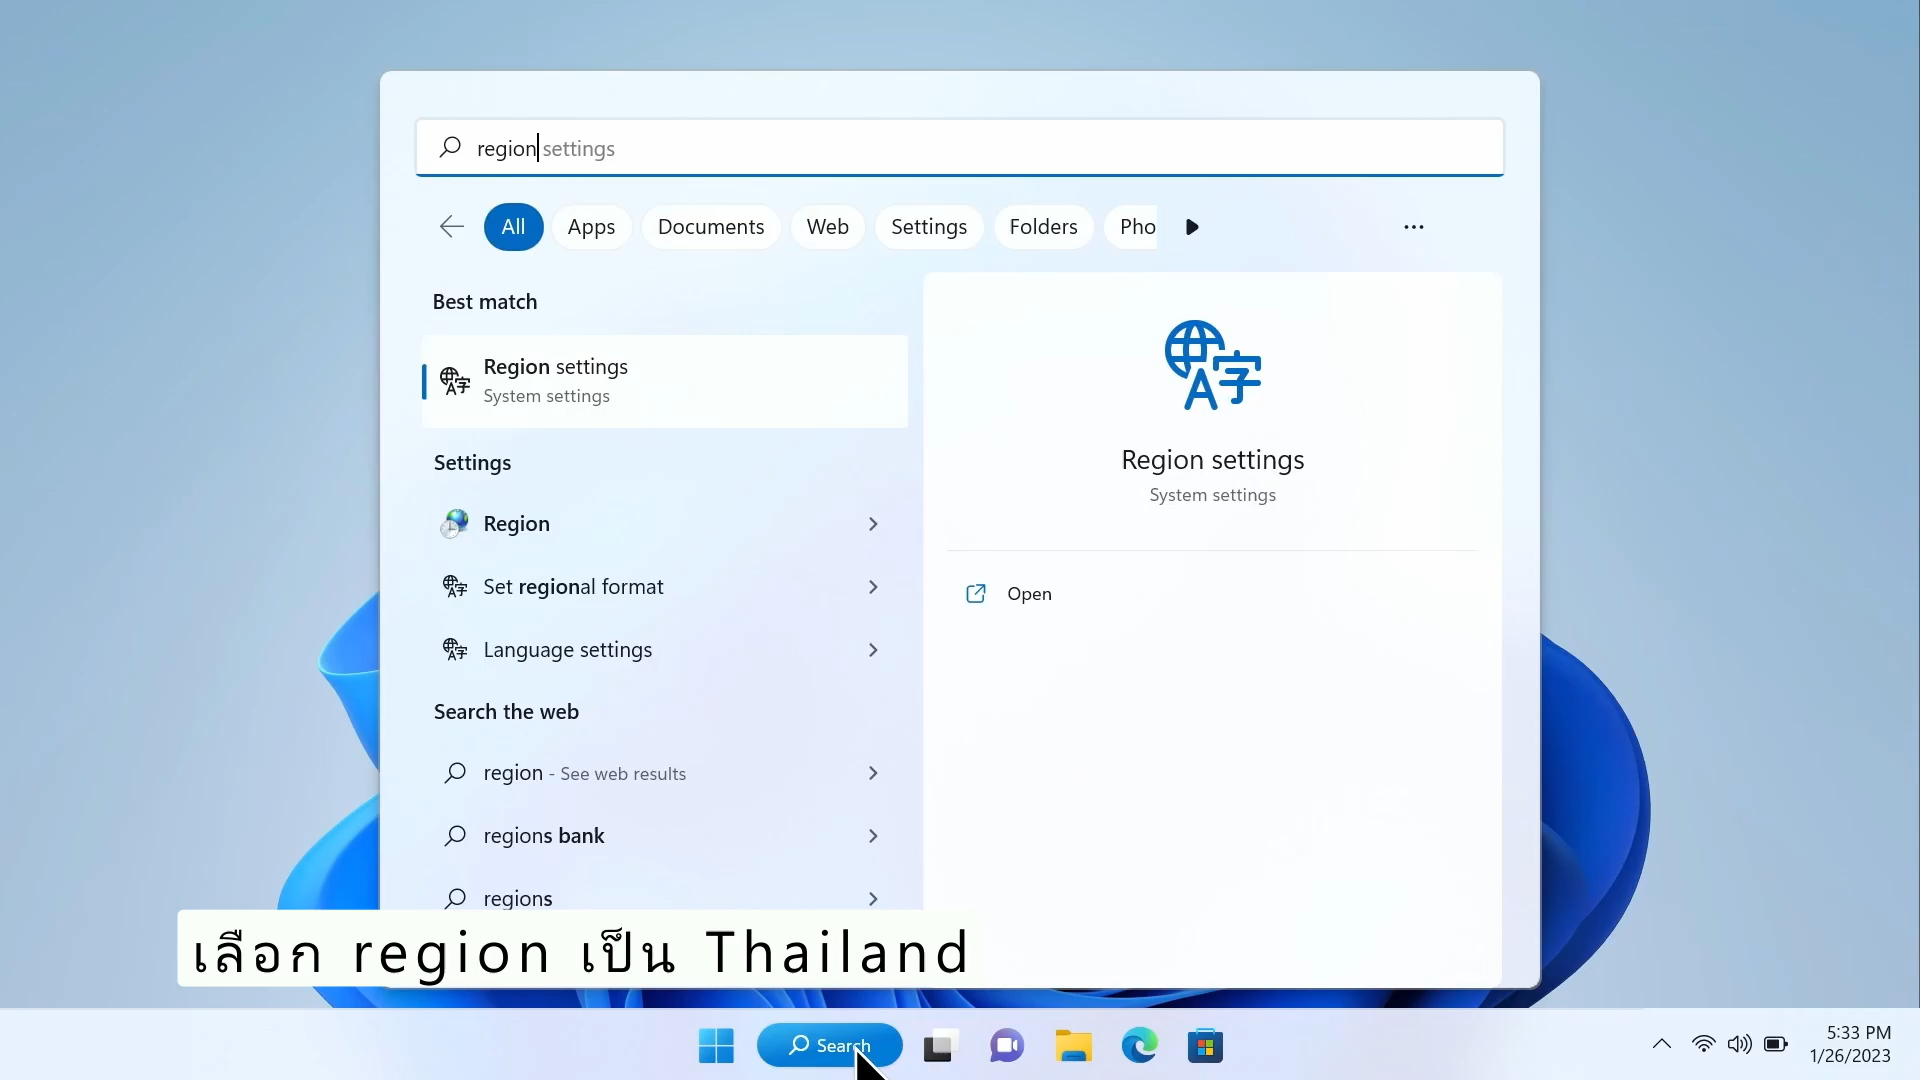 region settings
All
Apps
Documents
Web
Settings
Folders
Pho
Best match
Region settings
System settings
Settings
Region
Set regional format
Language settings
Search the web
region - See web results
regions bank
regions
Region settings
System settings
Open
เลือก region เป็น Thailand
Search
5:33 PM
1/26/2023